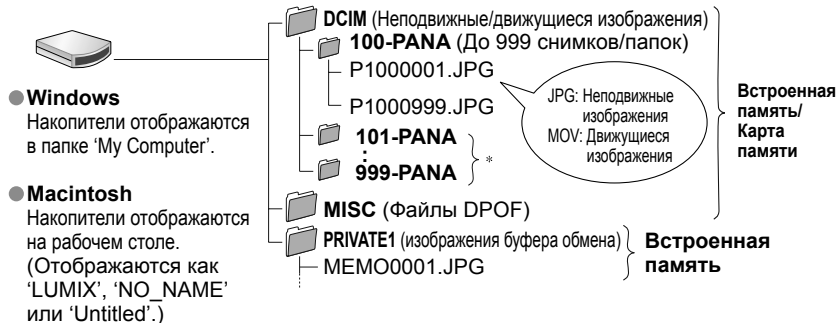 DCIM (Неподвижные/движущиеся изображения)
100-PANA (До 999 снимков/папок)
P1000001.JPG
P1000999.JPG
JPG: Неподвижные
изображения
MOV: Движущиеся
изображения
101-PANA
999-PANA
*
MISC (Файлы DPOF)
Встроенная
память/
Карта
памяти
PRIVATE1 (изображения буфера обмена)
MEMO0001.JPG
Встроенная
память
● Windows
Накопители отображаются
в папке ‘My Computer’.
● Macintosh
Накопители отображаются
на рабочем столе.
(Отображаются как
‘LUMIX’, ‘NO_NAME’
или ‘Untitled’.)